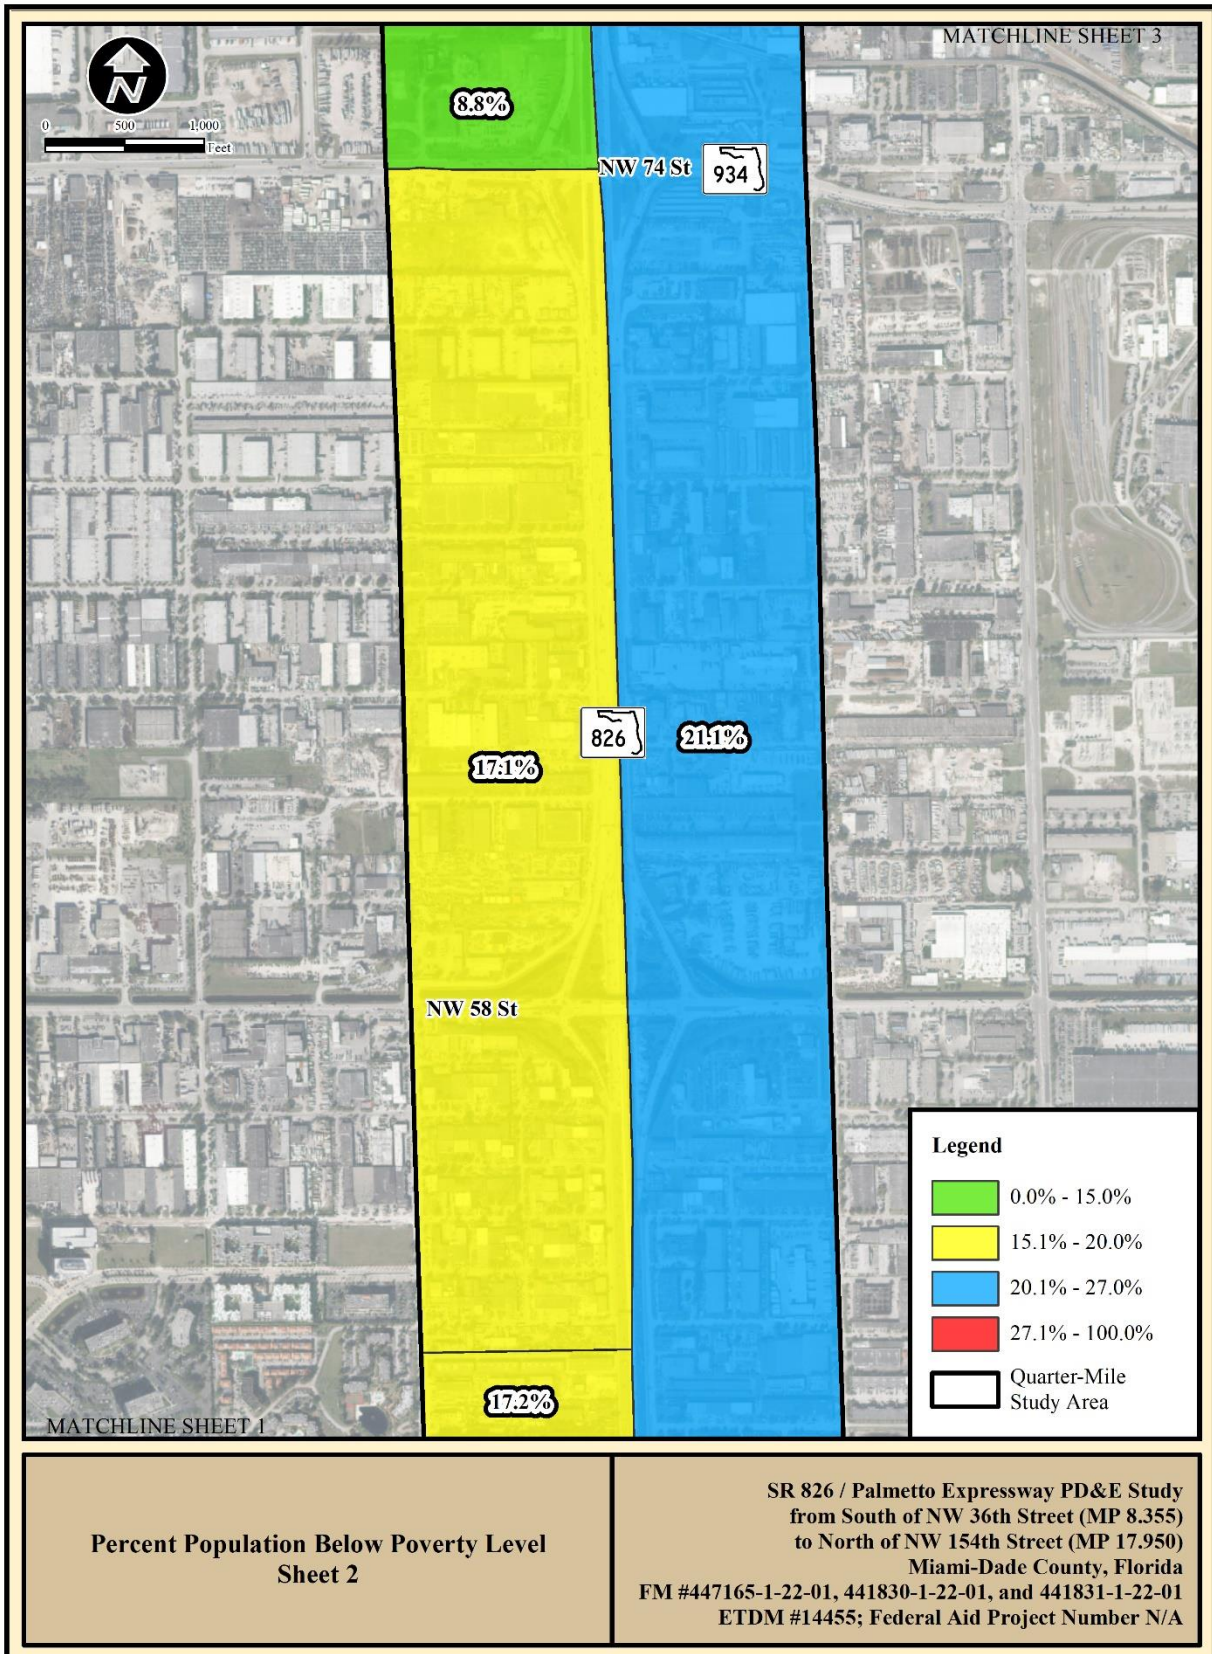 MATCHLINE SHEET 3
N
0 500 1,000
Feet
8.8%
NW 74 St
934
826
21.1%
17.1%
NW 58 St
17.2%
MATCHLINE SHEET 1
Legend
0.0% - 15.0%
15.1% - 20.0%
20.1% - 27.0%
27.1% - 100.0%
Quarter-Mile
Study Area
Percent Population Below Poverty Level
Sheet 2
SR 826 / Palmetto Expressway PD&E Study
from South of NW 36th Street (MP 8.355)
to North of NW 154th Street (MP 17.950)
Miami-Dade County, Florida
FM #447165-1-22-01, 441830-1-22-01, and 441831-1-22-01
ETDM #14455; Federal Aid Project Number N/A